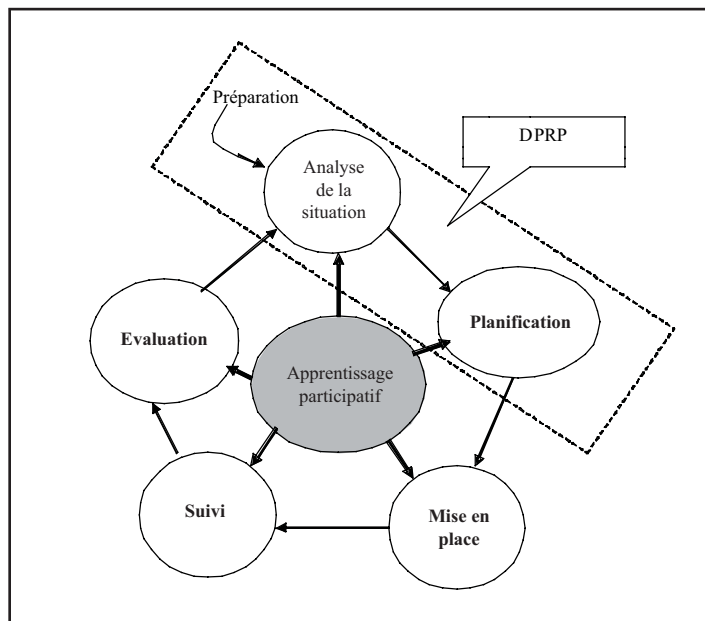 Préparation
DPRP
Analyse
de la
situation
Planification
Evaluation
Apprentissage
participatif
Suivi
Mise en
place